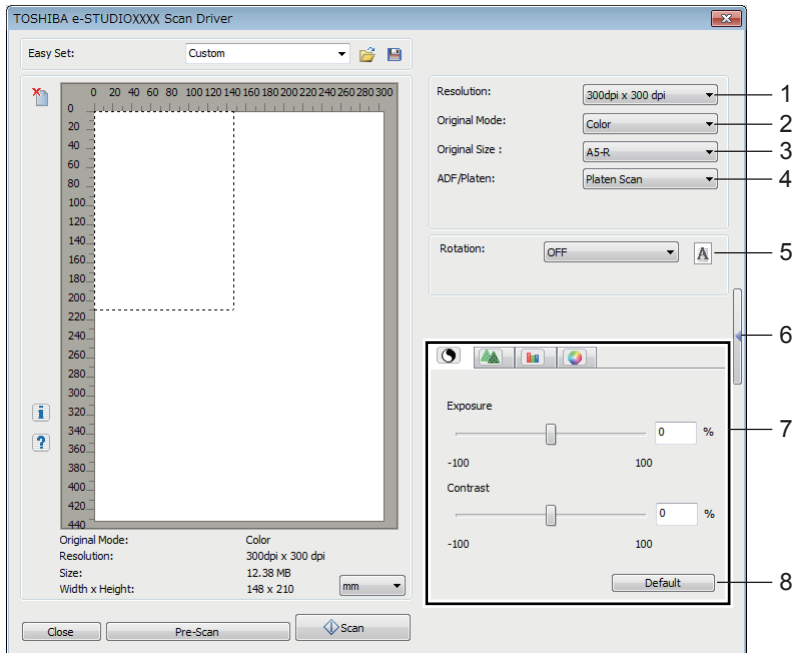 TOSHIBA e-STUDIOXXXX Scan Driver
Easy Set:
Custom
0 20 40 60 80 100 120 140 160 180 200 220 240 260 280 300
0
20
40
60
80
100
120
140
160
180
200
220
240
260
280
300
320
340
360
380
400
420
440
Original Mode: Color
Resolution: 300dpi x 300 dpi
Size: 12.38 MB
Width x Height: 148 x 210
mm
Close
Pre-Scan
Scan
Resolution: 300dpi x 300 dpi 1
Original Mode: Color 2
Original Size : A5-R 3
ADF/Platen: Platen Scan 4
Rotation: OFF A 5
6
Exposure
0 %
-100 100
7
Contrast
0 %
-100 100
Default 8